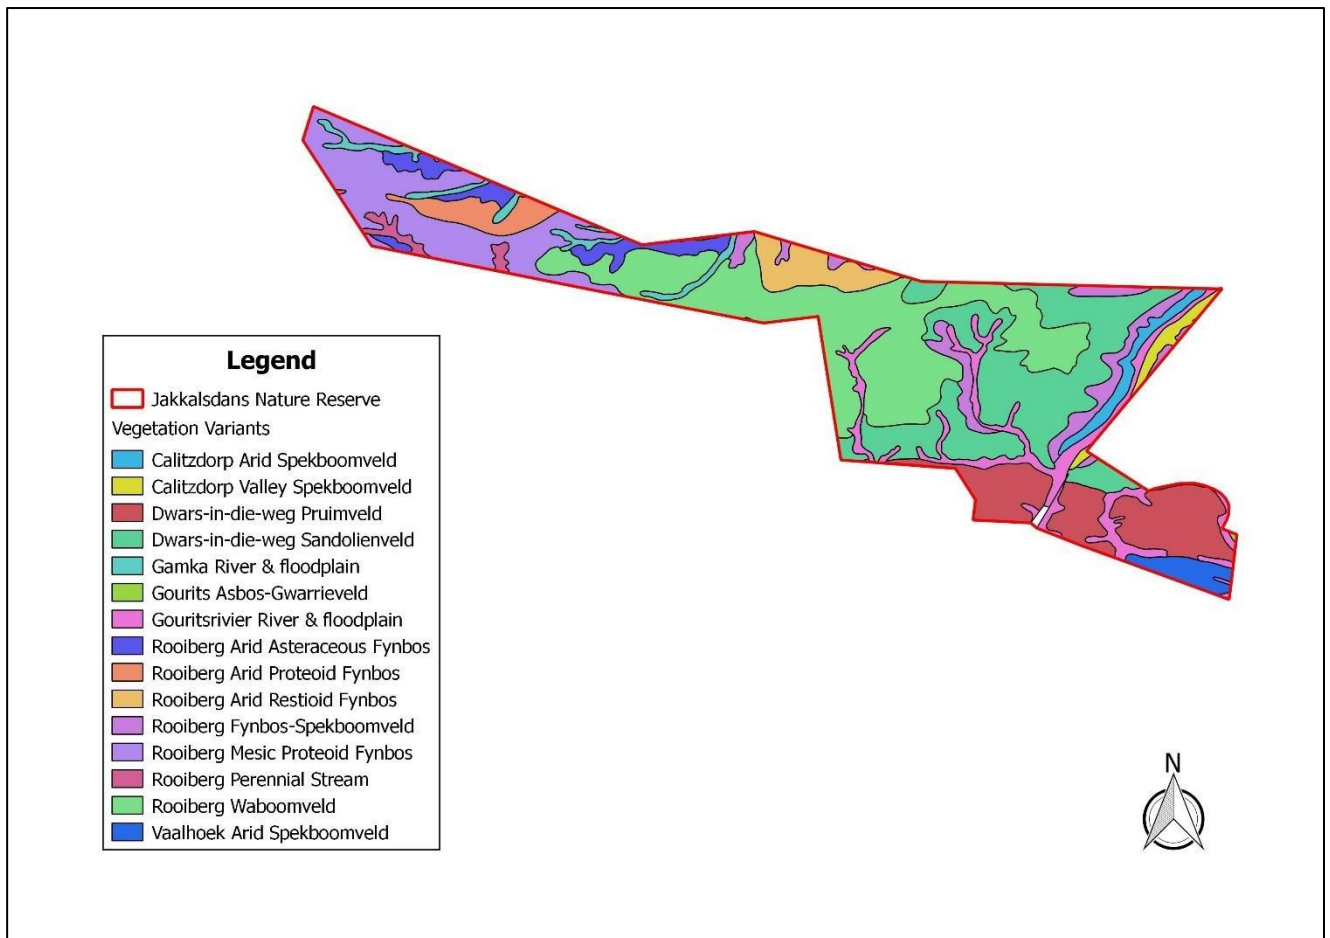 Legend
Jakkalsdans Nature Reserve
Vegetation Variants
Calitzdorp Arid Spekboomveld
Calitzdorp Valley Spekboomveld
Dwars-in-die-weg Pruimveld
Dwars-in-die-weg Sandolienveld
Gamka River & floodplain
Gourits Asbos-Gwarrieveld
Gouritsrivier River & floodplain
Rooiberg Arid Asteraceous Fynbos
Rooiberg Arid Proteoid Fynbos
Rooiberg Arid Restioid Fynbos
Rooiberg Fynbos-Spekboomveld
Rooiberg Mesic Proteoid Fynbos
Rooiberg Perennial Stream
Rooiberg Waboomveld
Vaalhoek Arid Spekboomveld
N